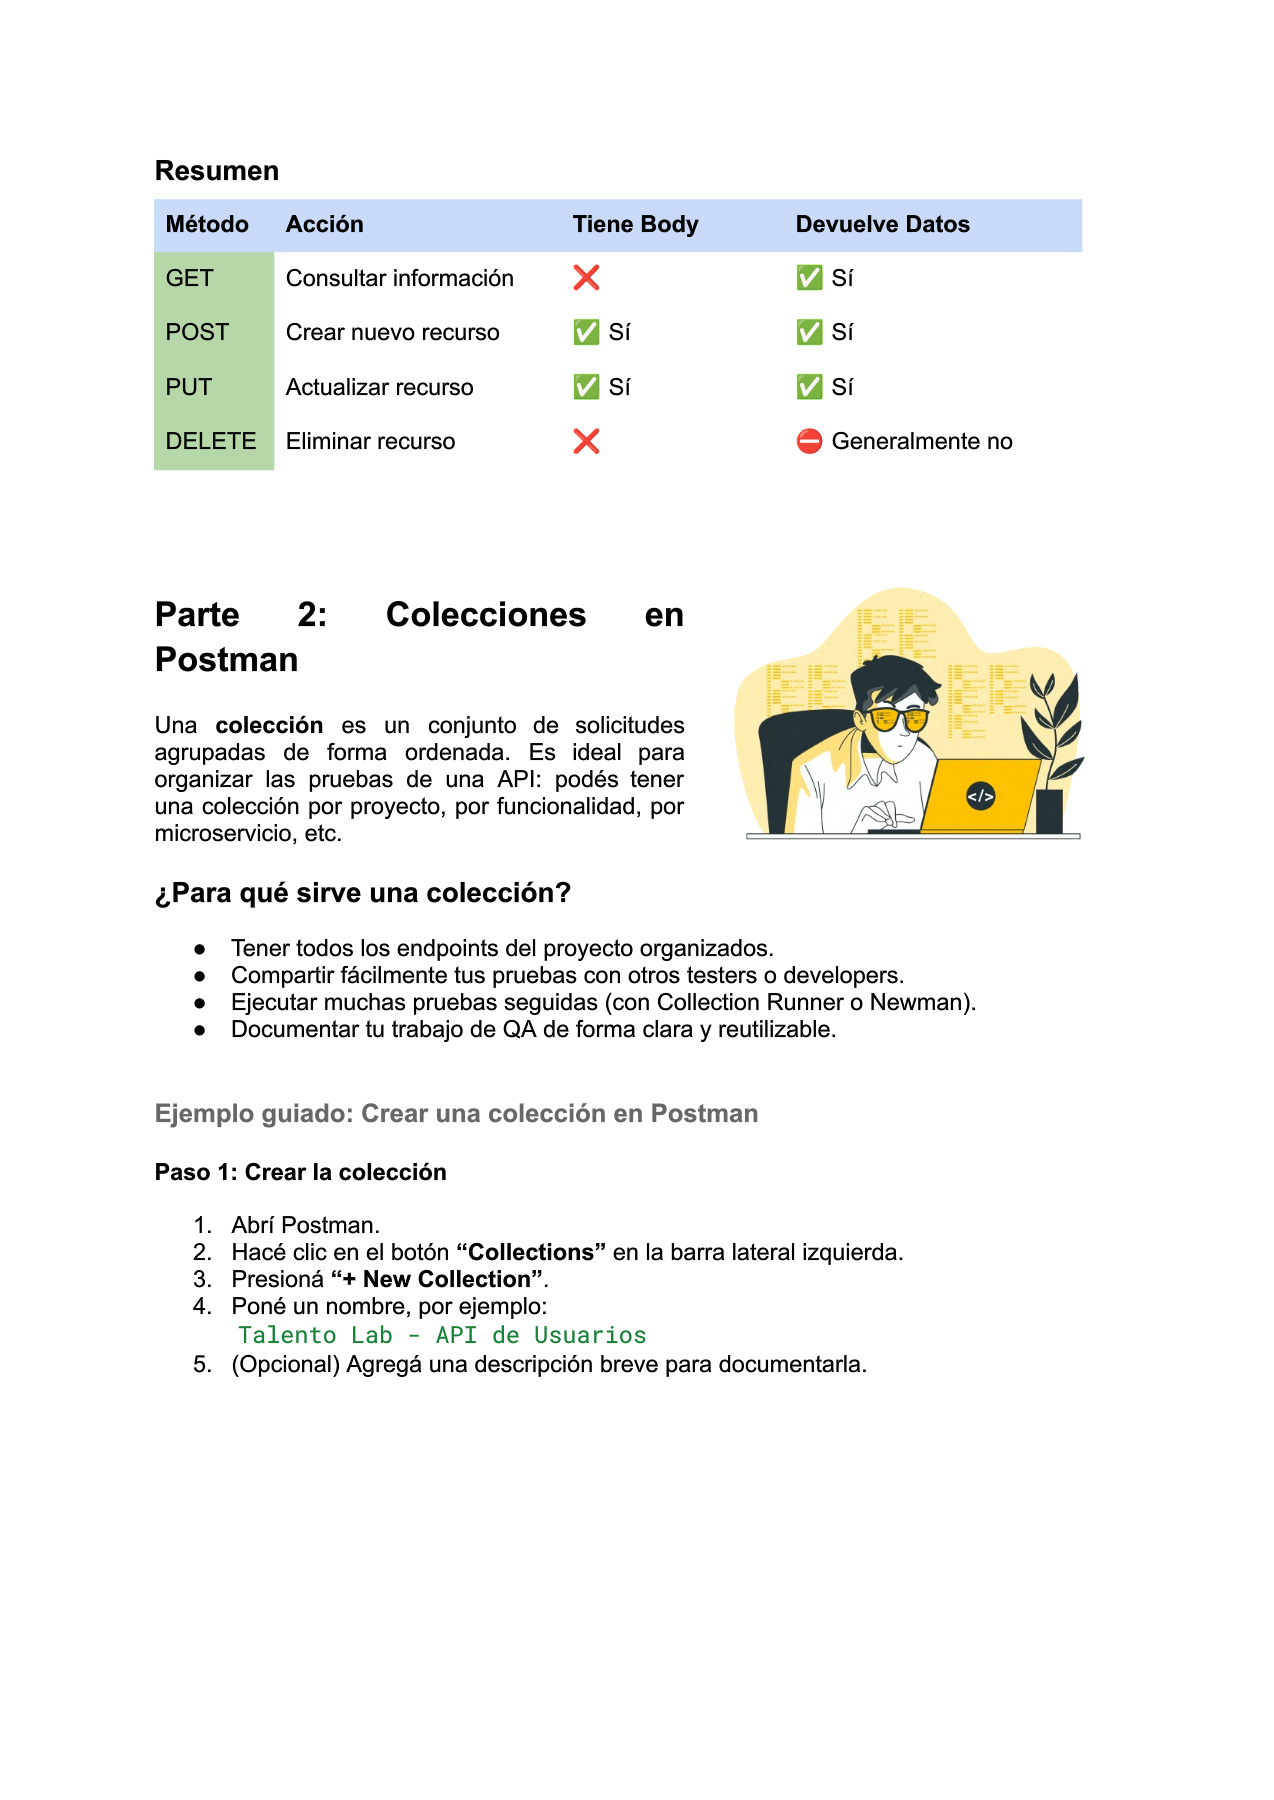 Resumen
Método Acción Tiene Body Devuelve Datos
GET Consultar información ❌ ✅ Sí
POST Crear nuevo recurso ✅ Sí ✅ Sí
PUT Actualizar recurso ✅ Sí ✅ Sí
DELETE Eliminar recurso ❌ ⛔ Generalmente no
Parte 2: Colecciones en
Postman
Una colección es un conjunto de solicitudes
agrupadas de forma ordenada. Es ideal para
organizar las pruebas de una API: podés tener
una colección por proyecto, por funcionalidad, por
microservicio, etc.
</>
¿Para qué sirve una colección?
● Tener todos los endpoints del proyecto organizados.
● Compartir fácilmente tus pruebas con otros testers o developers.
● Ejecutar muchas pruebas seguidas (con Collection Runner o Newman).
● Documentar tu trabajo de QA de forma clara y reutilizable.
Ejemplo guiado: Crear una colección en Postman
Paso 1: Crear la colección
1. Abrí Postman.
2. Hacé clic en el botón “Collections” en la barra lateral izquierda.
3. Presioná “+ New Collection”.
4. Poné un nombre, por ejemplo:
Talento Lab - API de Usuarios
5. (Opcional) Agregá una descripción breve para documentarla.